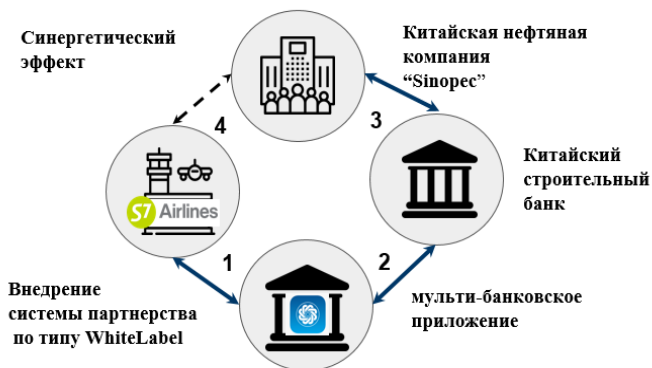 Синергетический
эффект
Китайская нефтяная
компания
“Sinopec”
4
3
S7 Airlines
Китайский
строительный
банк
1
2
Внедрение
системы партнерства
по типу WhiteLabel
мульти-банковское
приложение